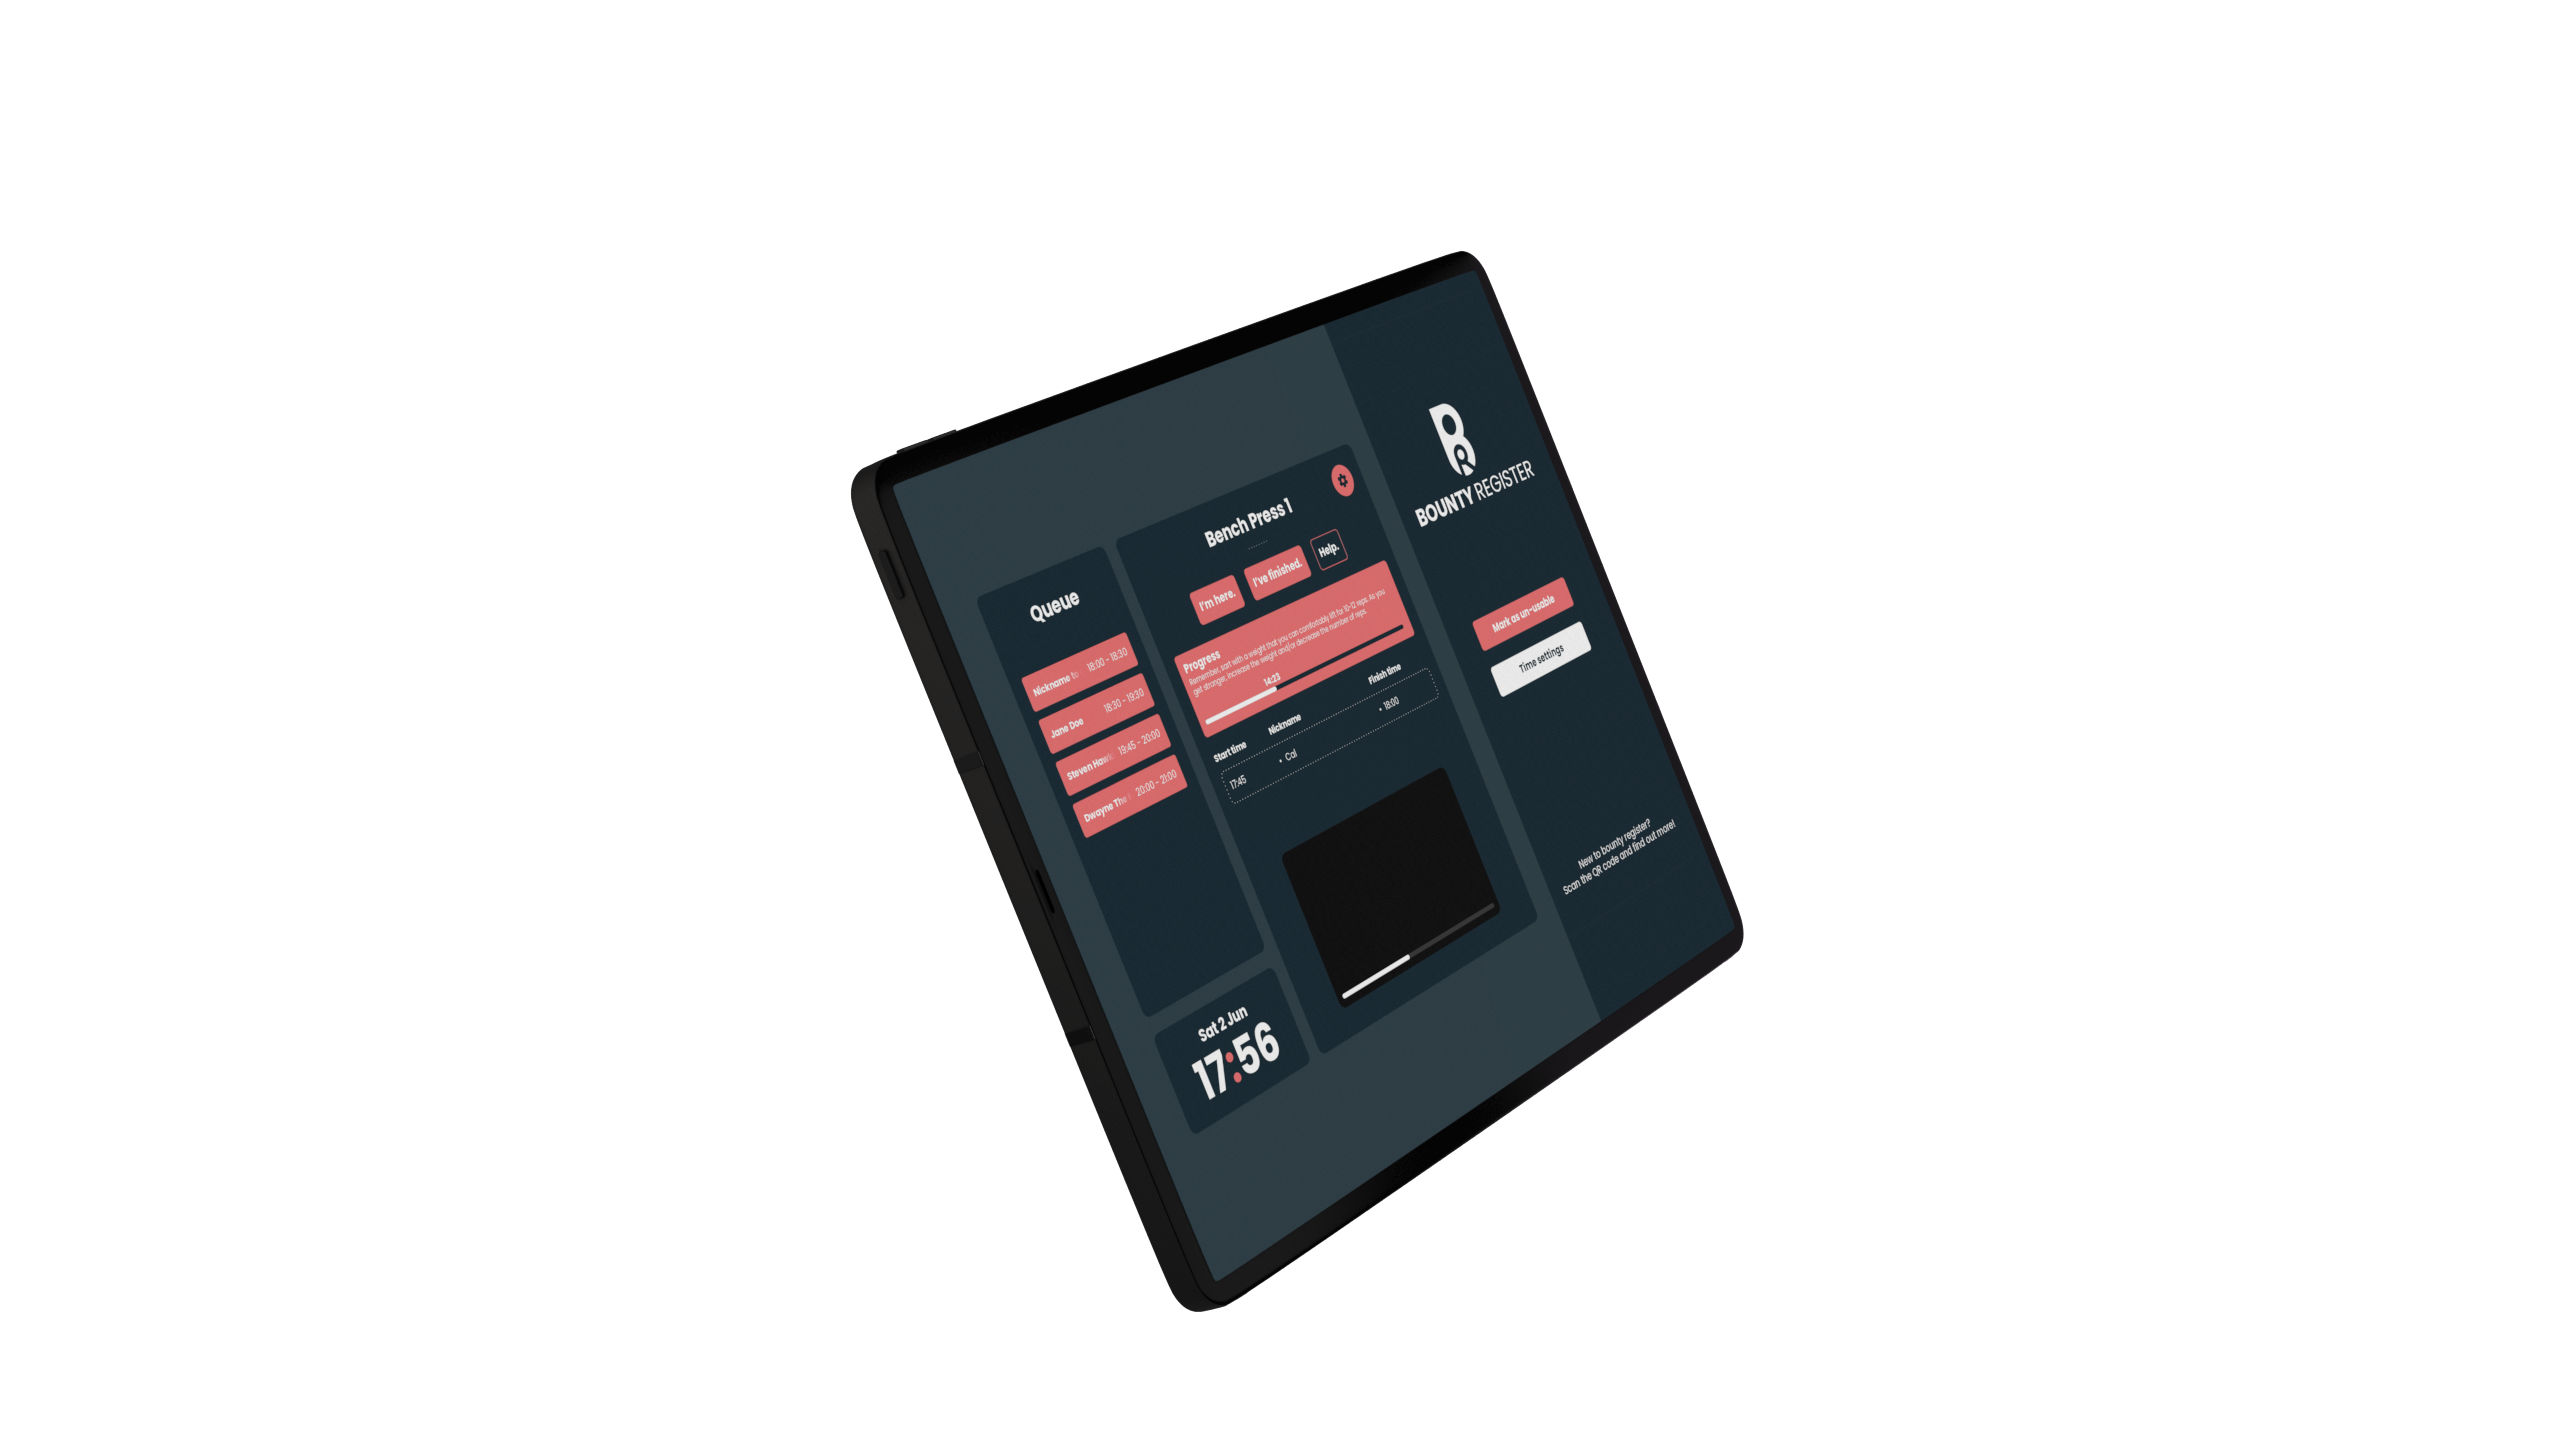 Queue
Nickname to 18:00 - 18:30
Jane Doe 18:30 - 19:30
Steven Hawk 19:45 - 20:00
Dwayne The 20:00 - 21:00
Sat 2 Jun
17:56
Bench Press 1
I'm here. I've finished. Help.
Progress
Remember, start with a weight that you can comfortably lift for 10-12 reps. As you
get stronger, increase the weight and/or decrease the number of reps.
14:23
Start time Nickname Finish time
17:45 • Cal • 18:00
BR
BOUNTY REGISTER
Mark as un-usable
Time settings
New to bounty register?
Scan the QR code and find out more!